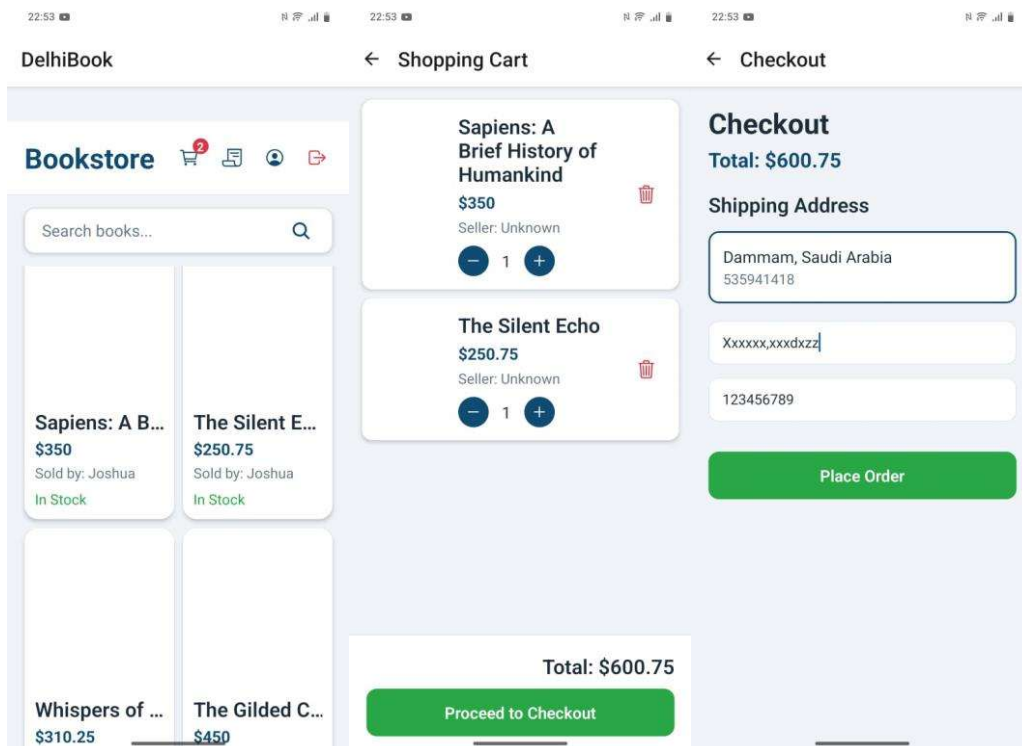 22:53
DelhiBook
Bookstore
2
Search books...
Sapiens: A B...
$350
Sold by: Joshua
In Stock
The Silent E...
$250.75
Sold by: Joshua
In Stock
Whispers of ...
$310.25
The Gilded C...
$450
22:53
Shopping Cart
Sapiens: A
Brief History of
Humankind
$350
Seller: Unknown
1
The Silent Echo
$250.75
Seller: Unknown
1
Total: $600.75
Proceed to Checkout
22:53
Checkout
Checkout
Total: $600.75
Shipping Address
Dammam, Saudi Arabia
535941418
Xxxxxx,xxxdxzz
123456789
Place Order